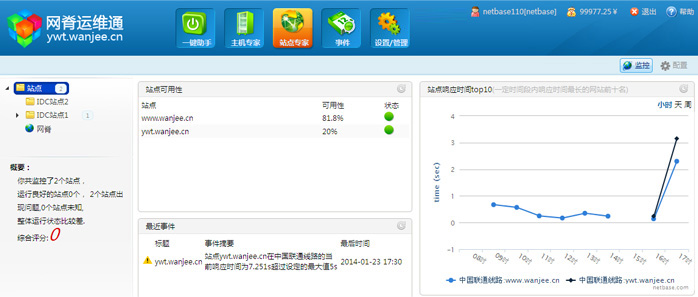 网脊运维通
ywt.wanjee.cn
netbase110[netbase] 99977.25￥ 退出 帮助
一键助手 主机专家 站点专家 事件 设置/管理
监控 配置
站点 2
IDC站点2
IDC站点1 1
网脊
概要：
你共监控了2个站点，
运行良好的站点0个， 2个站点出
现问题,0个站点未知,
整体运行状态比较差.
综合评分:0
站点可用性
站点 可用性 状态
www.wanjee.cn 81.8%
ywt.wanjee.cn 20%
最近事件
标题 事件摘要 最后时间
ywt.wanjee.cn 站点ywt.wanjee.cn在中国联通线路的当前响应时间为7.251s超过设定的最大值5s 2014-01-23 17:30
站点响应时间top10(一定时间段内响应时间最长的网站前十名)
小时 天 周
time (sec)
4
3
2
1
0
-1
08时 09时 10时 11时 12时 13时 14时 15时 16时 17时
中国联通线路:www.wanjee.cn 中国联通线路:ywt.wanjee.cn
netbase.com